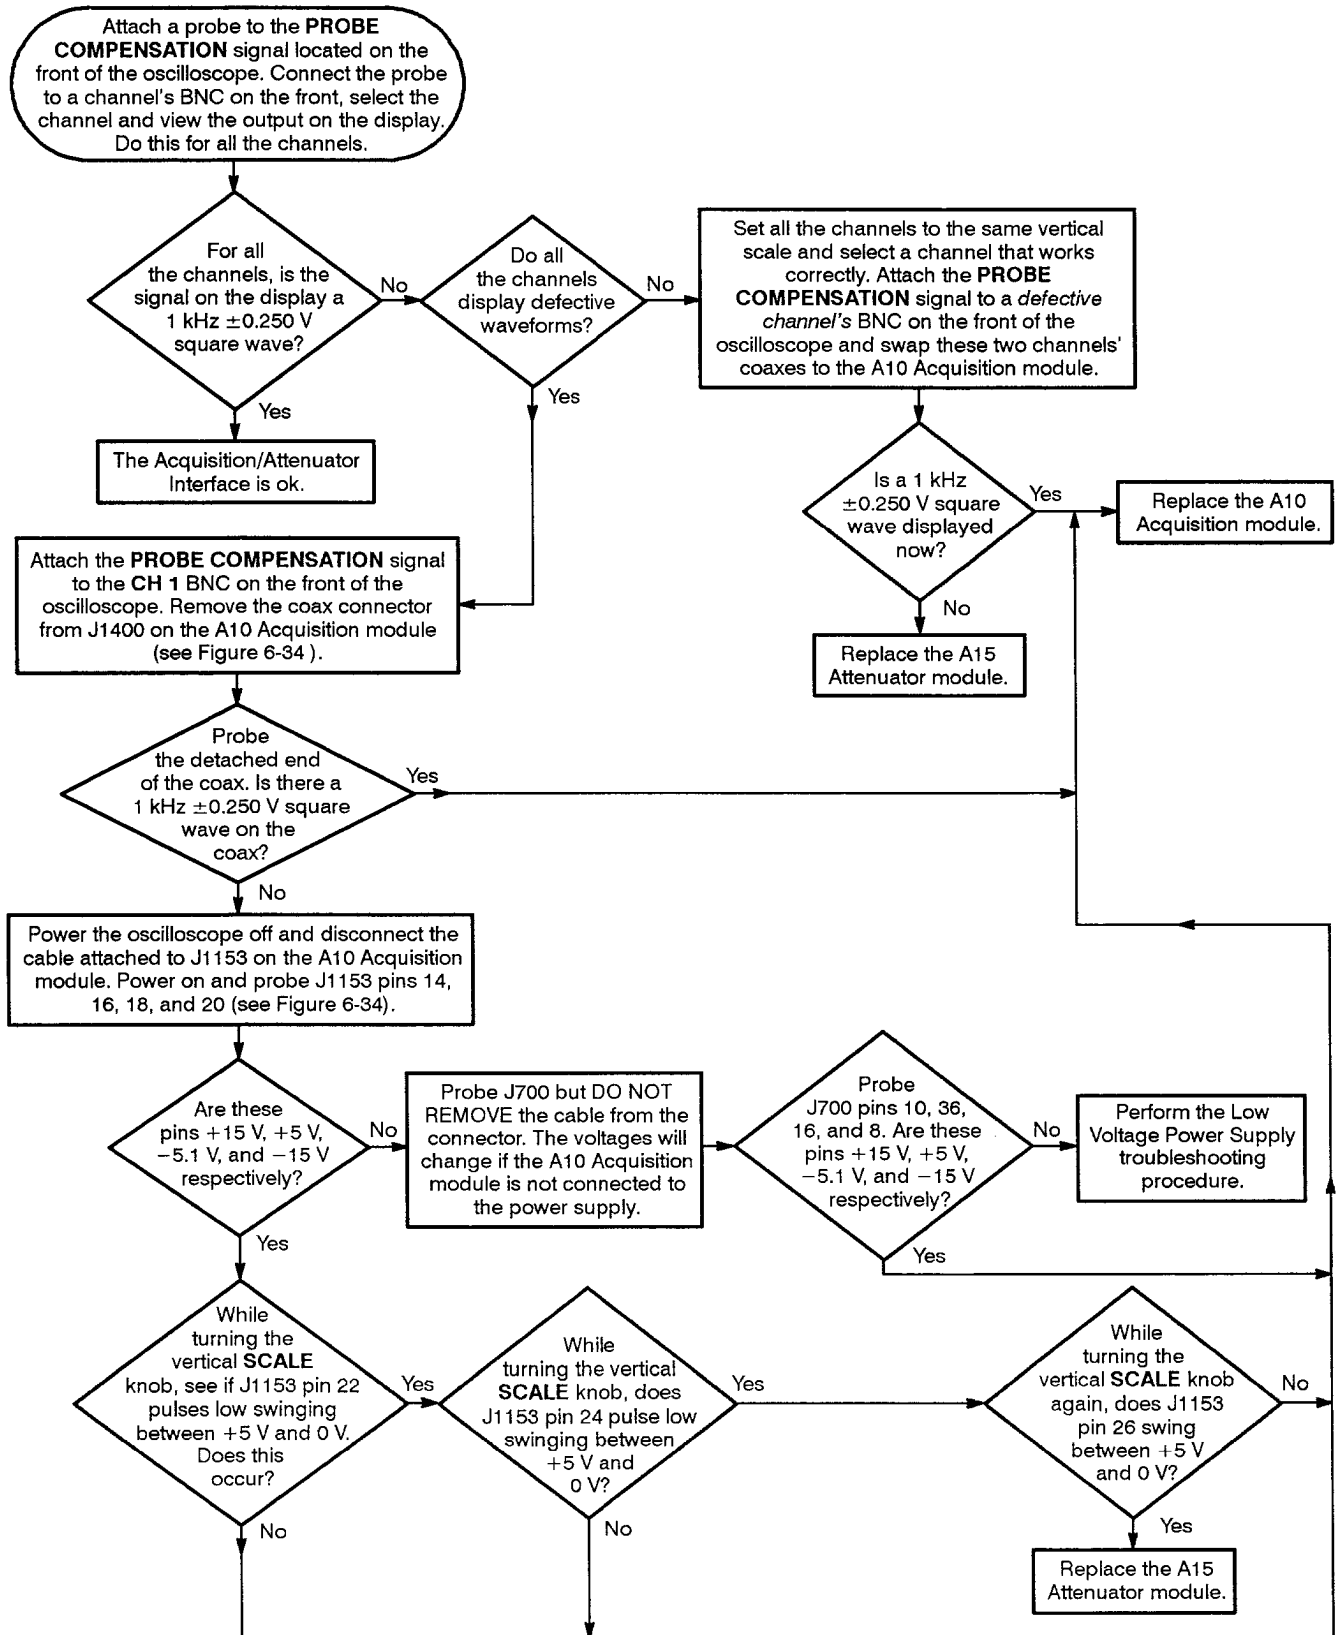 Attach a probe to the PROBE
COMPENSATION signal located on the
front of the oscilloscope. Connect the probe
to a channel's BNC on the front, select the
channel and view the output on the display.
Do this for all the channels.
For all
the channels, is the
signal on the display a
1 kHz ±0.250 V
square wave?
No
Yes
The Acquisition/Attenuator
Interface is ok.
Do all
the channels
display defective
waveforms?
No
Yes
Set all the channels to the same vertical
scale and select a channel that works
correctly. Attach the PROBE
COMPENSATION signal to a defective
channel's BNC on the front of the
oscilloscope and swap these two channels'
coaxes to the A10 Acquisition module.
Is a 1 kHz
±0.250 V square
wave displayed
now?
Yes
Replace the A10
Acquisition module.
No
Replace the A15
Attenuator module.
Attach the PROBE COMPENSATION signal
to the CH 1 BNC on the front of the
oscilloscope. Remove the coax connector
from J1400 on the A10 Acquisition module
(see Figure 6-34 ).
Probe
the detached end
of the coax. Is there a
1 kHz ±0.250 V square
wave on the
coax?
Yes
No
Power the oscilloscope off and disconnect the
cable attached to J1153 on the A10 Acquisition
module. Power on and probe J1153 pins 14,
16, 18, and 20 (see Figure 6-34).
Are these
pins +15 V, +5 V,
−5.1 V, and −15 V
respectively?
No
Yes
Probe J700 but DO NOT
REMOVE the cable from the
connector. The voltages will
change if the A10 Acquisition
module is not connected to
the power supply.
Probe
J700 pins 10, 36,
16, and 8. Are these
pins +15 V, +5 V,
−5.1 V, and −15 V
respectively?
No
Yes
Perform the Low
Voltage Power Supply
troubleshooting
procedure.
While
turning the
vertical SCALE
knob, see if J1153 pin 22
pulses low swinging
between +5 V and 0 V.
Does this
occur?
Yes
No
While
turning the vertical
SCALE knob, does
J1153 pin 24 pulse low
swinging between
+5 V and
0 V?
Yes
No
While
turning the
vertical SCALE knob
again, does J1153
pin 26 swing
between +5 V
and 0 V?
No
Yes
Replace the A15
Attenuator module.